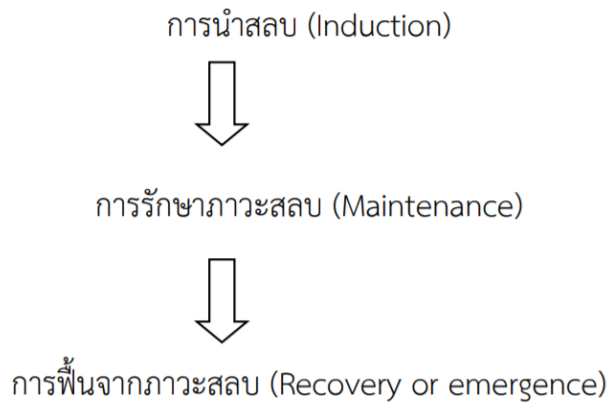 การนำสลบ (Induction)
การรักษาภาวะสลบ (Maintenance)
การฟื้นจากภาวะสลบ (Recovery or emergence)